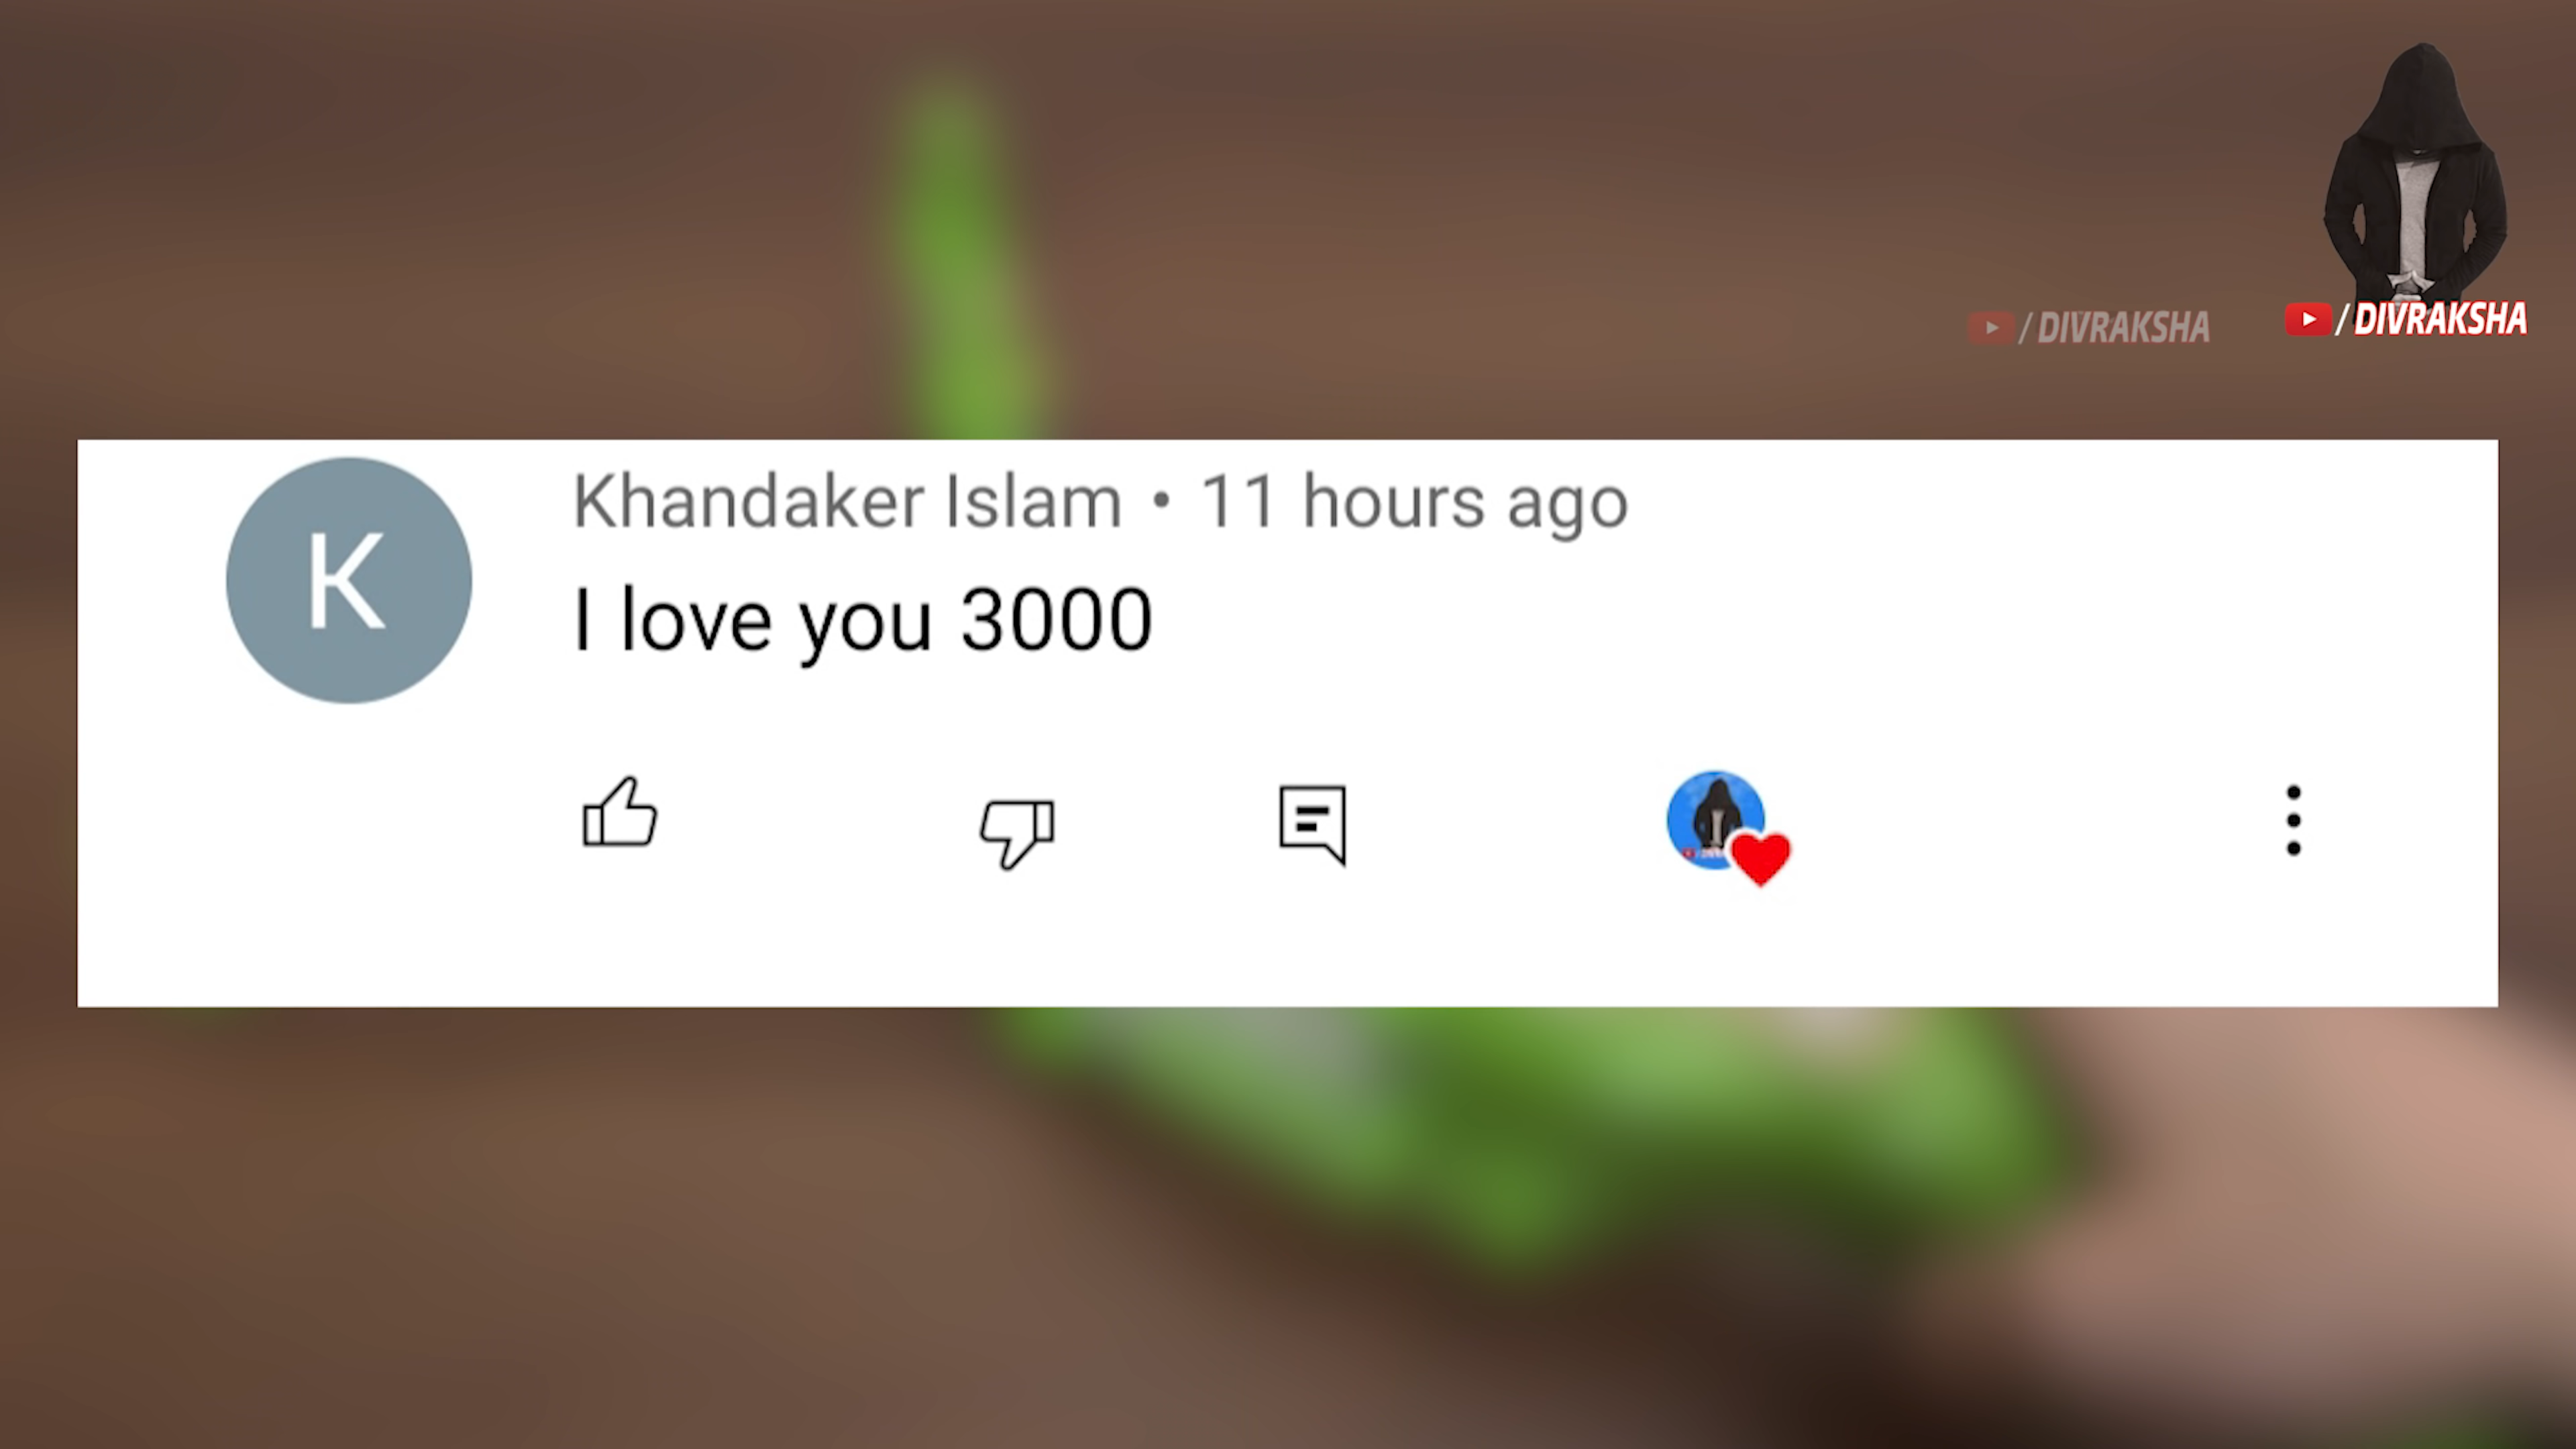 / DIVRAKSHA
/ DIVRAKSHA
K
Khandaker Islam • 11 hours ago
I love you 3000